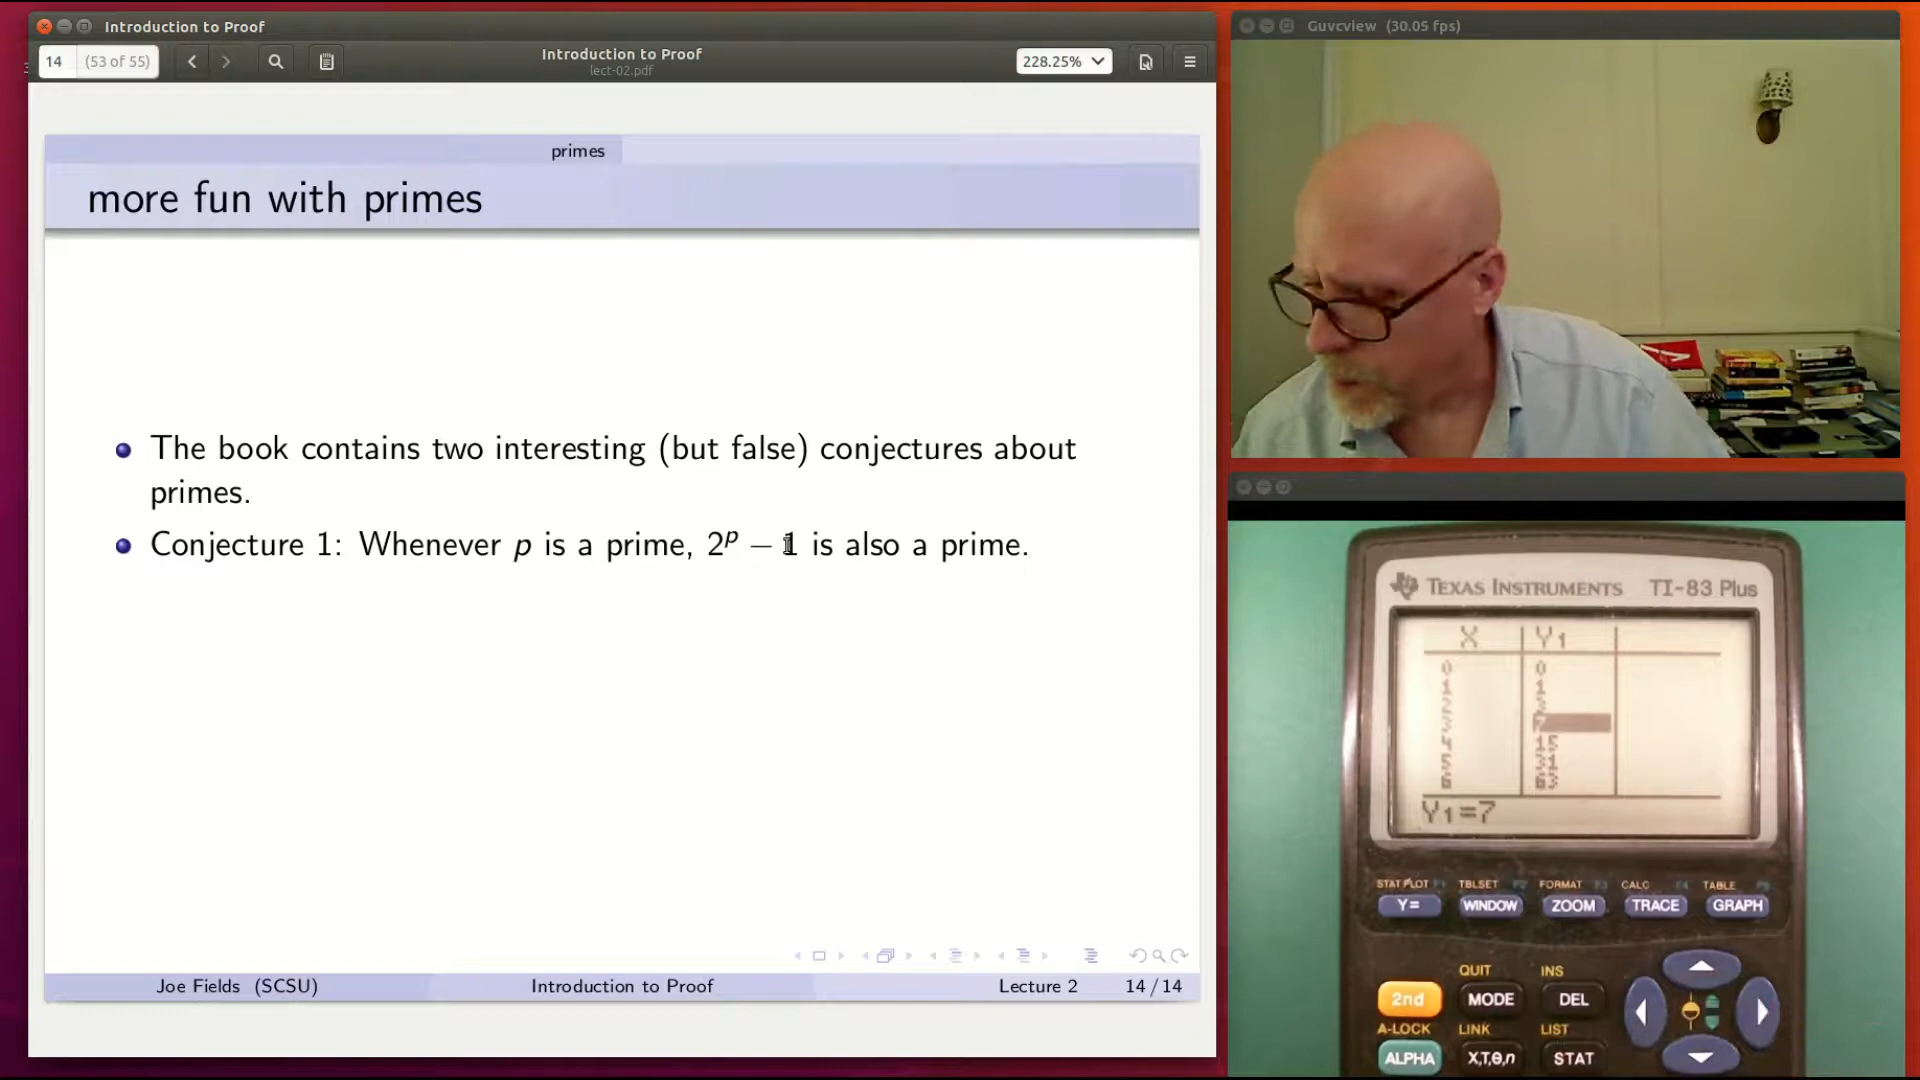 Introduction to Proof
14 (53 of 55)
Introduction to Proof
lect-02.pdf
228.25%
primes
more fun with primes
The book contains two interesting (but false) conjectures about
primes.
Conjecture 1: Whenever p is a prime, 2^p − 1 is also a prime.
Joe Fields (SCSU) Introduction to Proof Lecture 2 14 / 14
Guvcview (30.05 fps)
TEXAS INSTRUMENTS TI-83 Plus
X Y1
0 0
1 1
2 3
3 7
4 15
5 31
6 63
Y1=7
STAT PLOT F1 TBLSET F2 FORMAT F3 CALC F4 TABLE F5
Y= WINDOW ZOOM TRACE GRAPH
QUIT INS
2nd MODE DEL
A-LOCK LINK LIST
ALPHA X,T,θ,n STAT